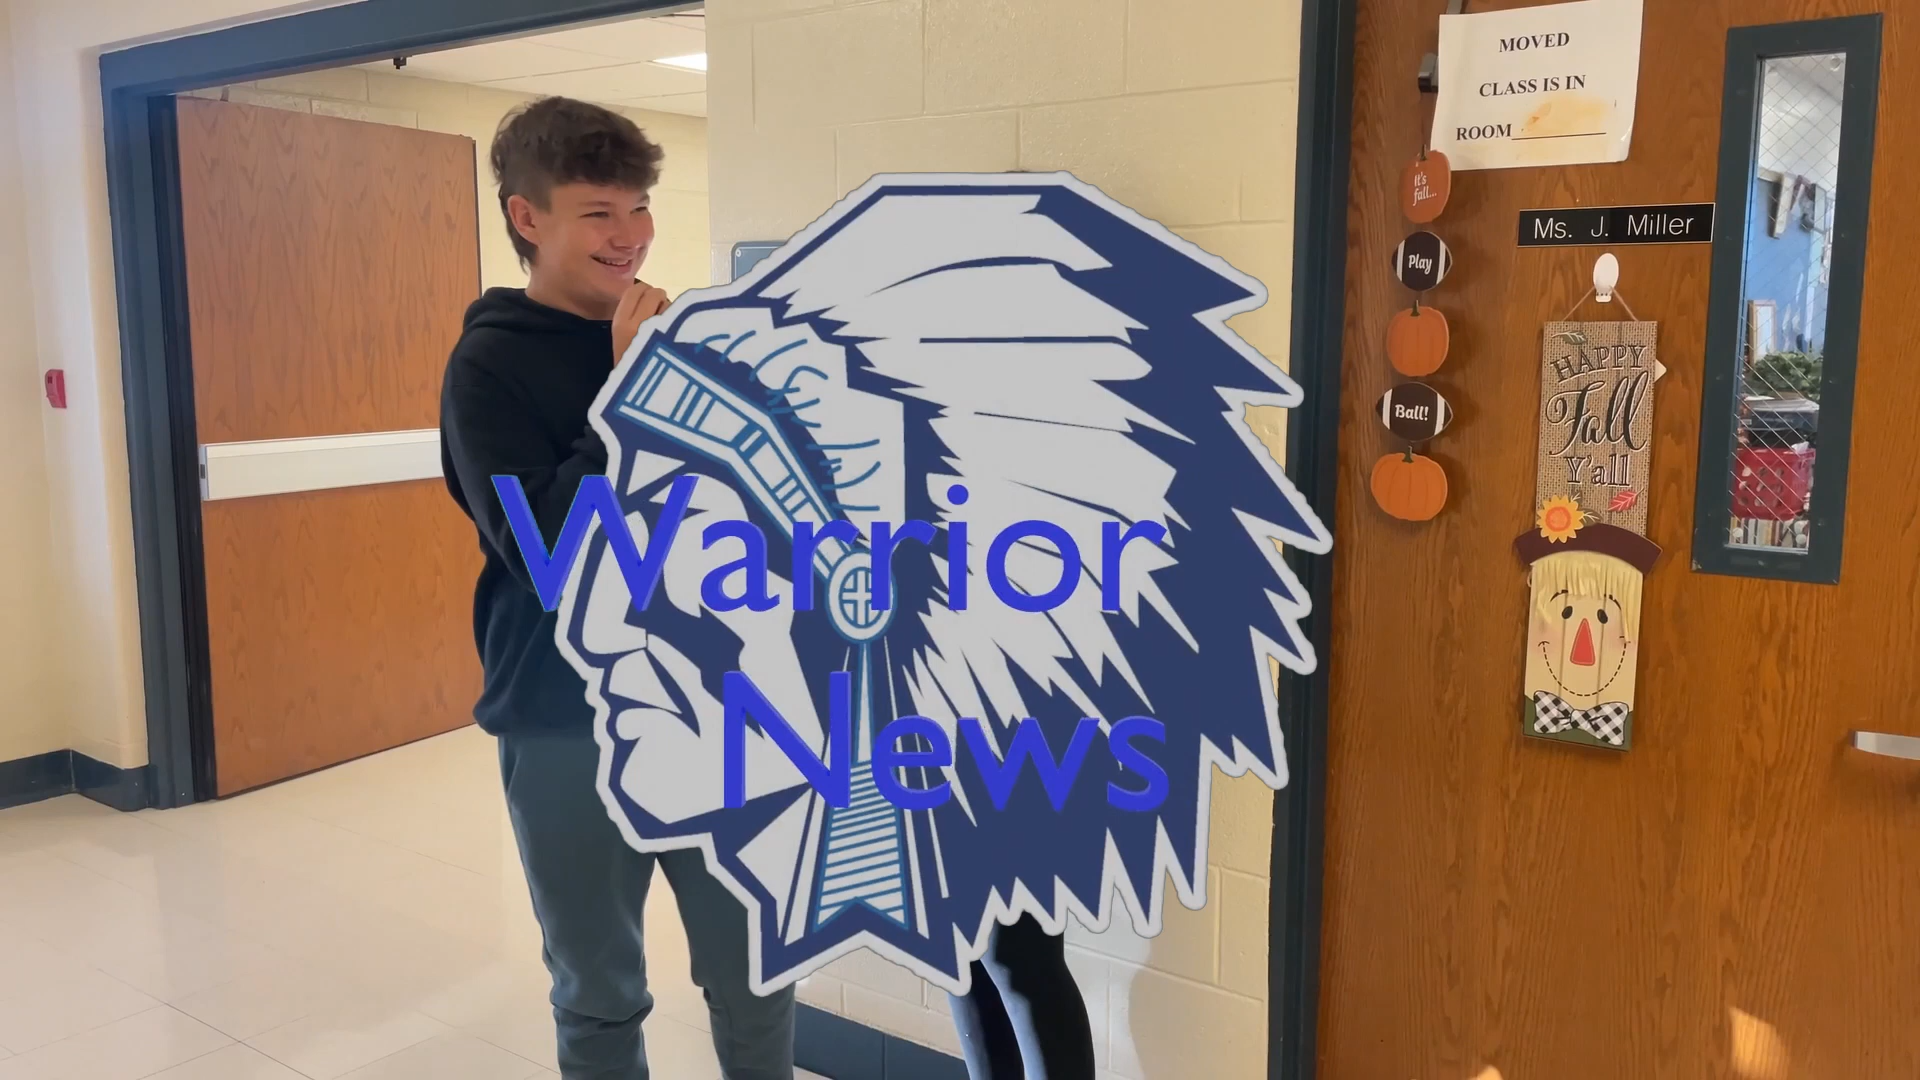 MOVED
CLASS IS IN
ROOM
It's
fall...
Ms. J. Miller
Play
Ball!
HAPPY
Fall
Y'all
Warrior
News